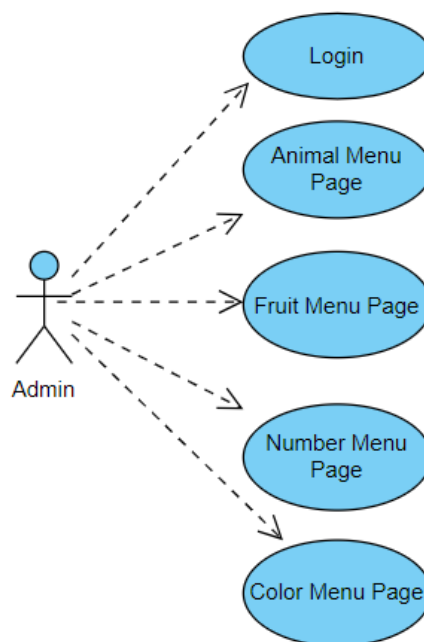 Login
Animal Menu
Page
Fruit Menu Page
Admin
Number Menu
Page
Color Menu Page